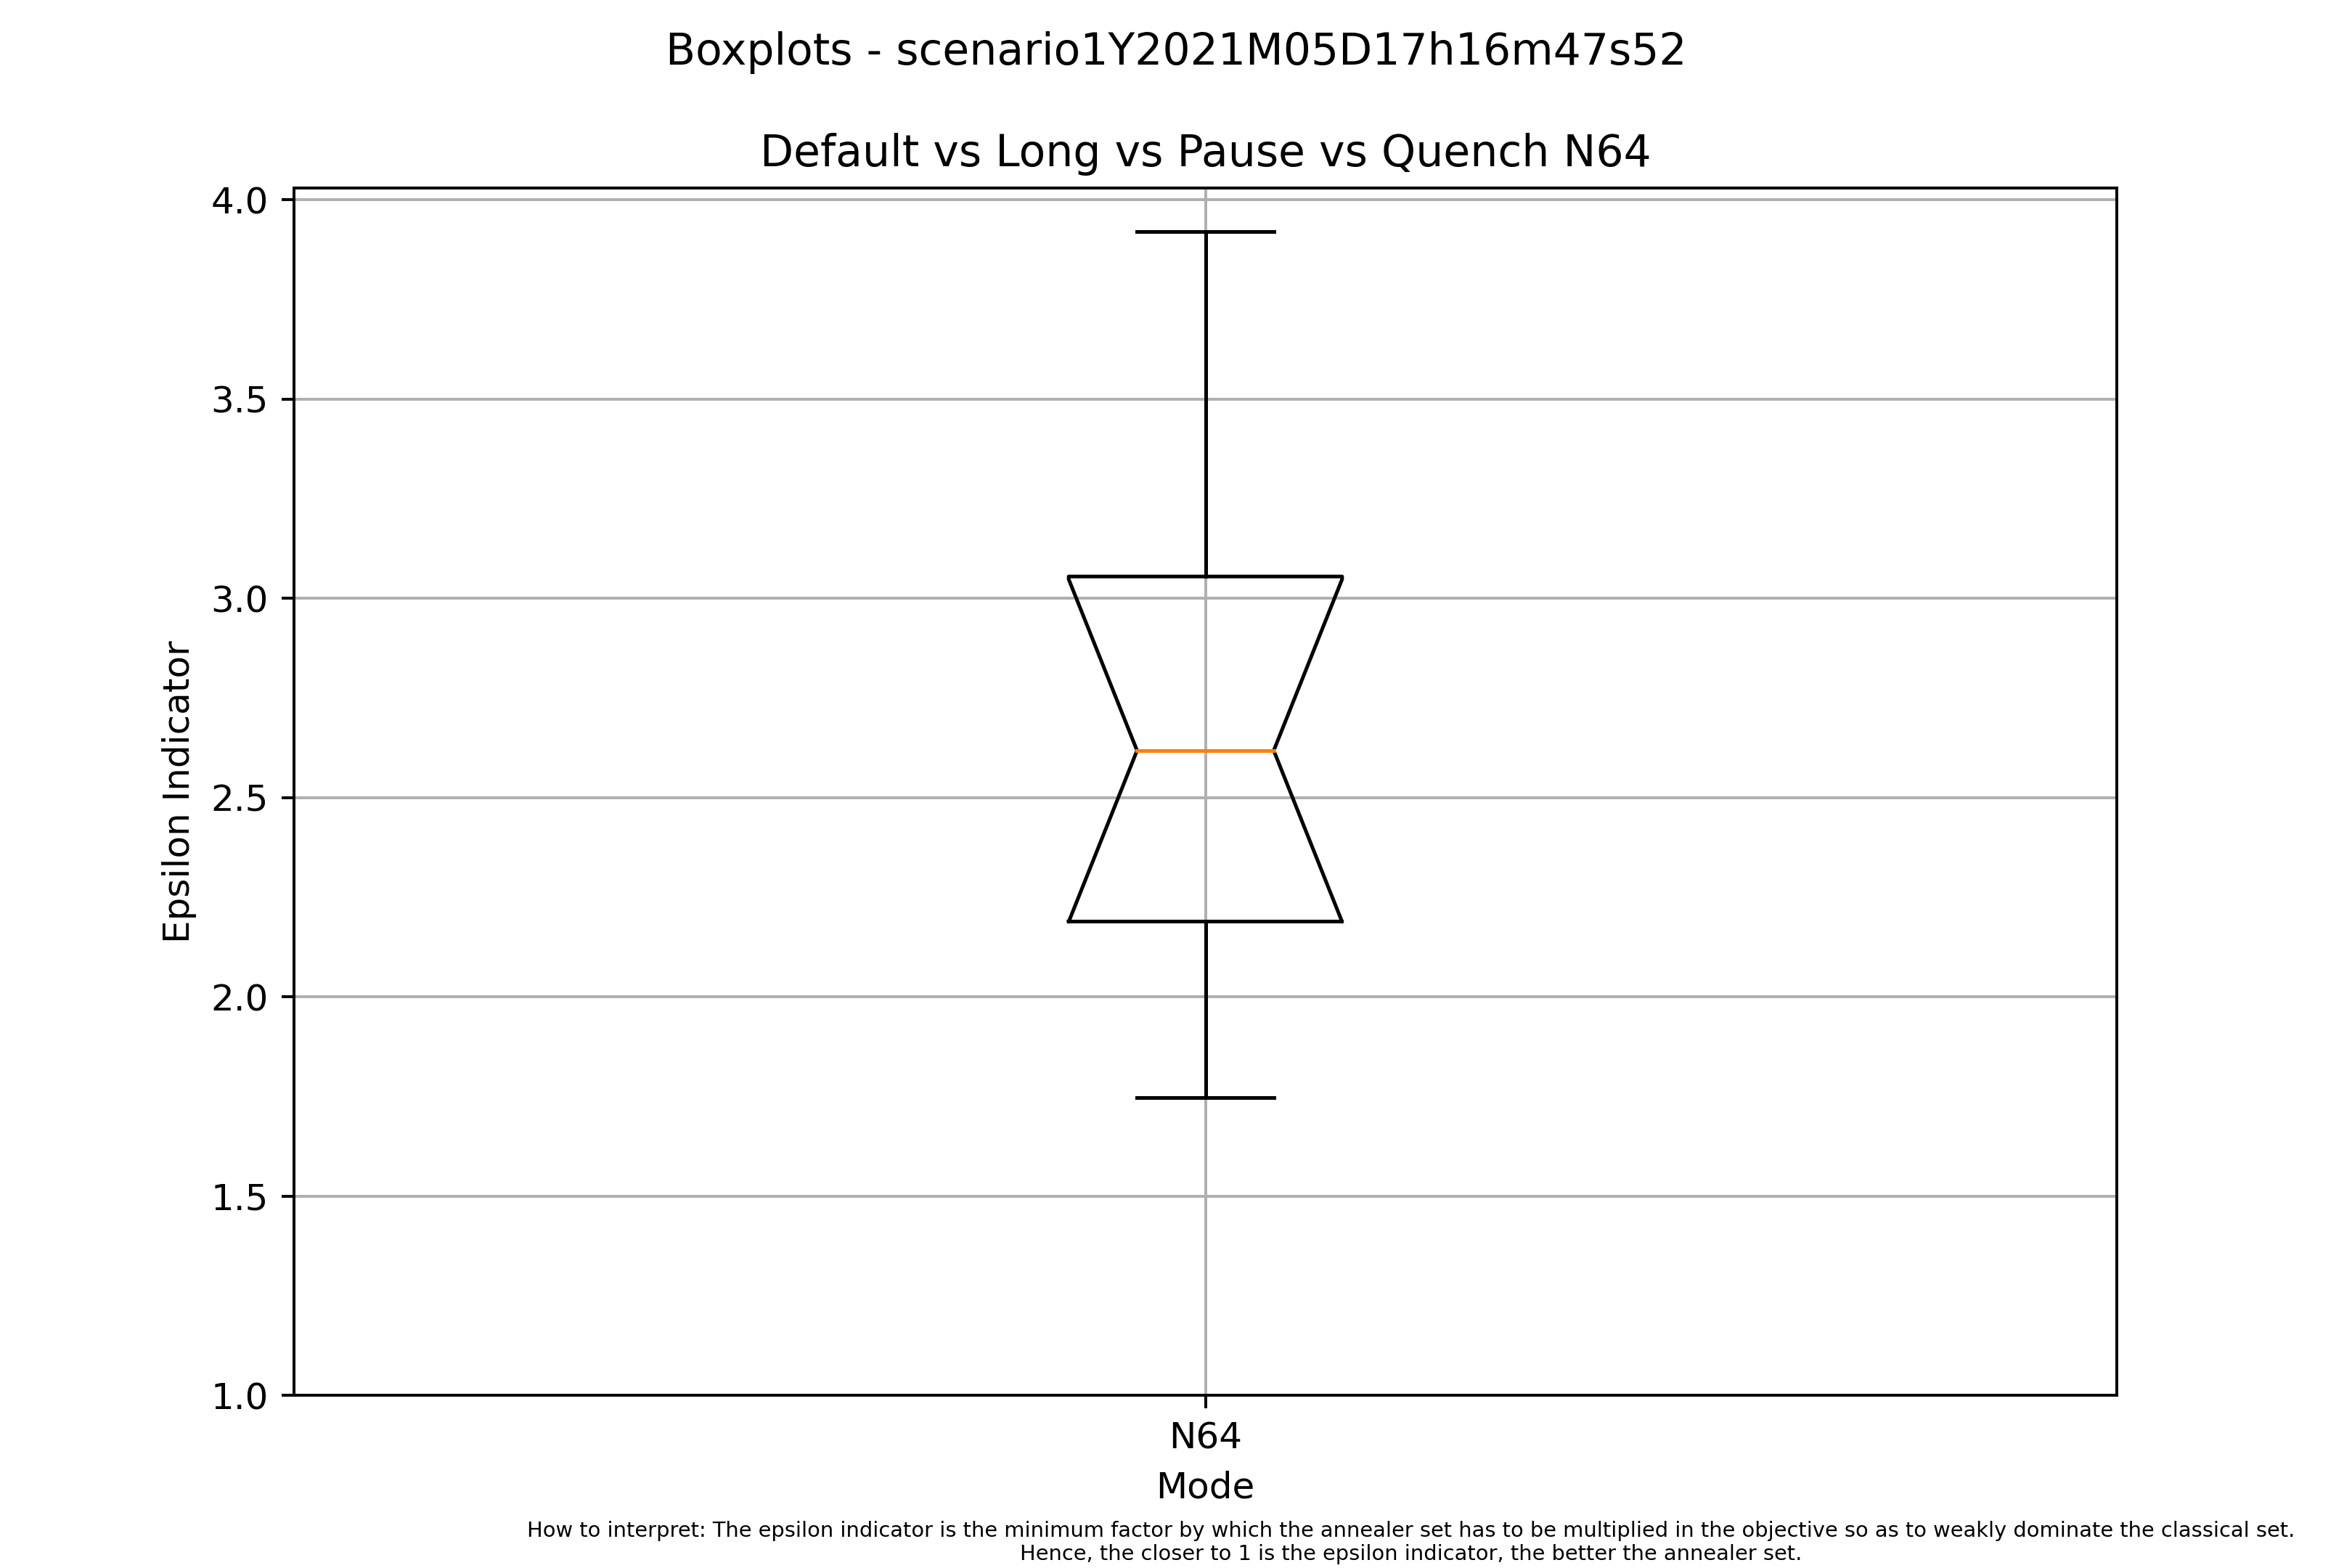 Boxplots - scenario1Y2021M05D17h16m47s52
Default vs Long vs Pause vs Quench N64
4.0
3.5
3.0
2.5
2.0
1.5
1.0
Epsilon Indicator
N64
Mode
How to interpret: The epsilon indicator is the minimum factor by which the annealer set has to be multiplied in the objective so as to weakly dominate the classical set.
Hence, the closer to 1 is the epsilon indicator, the better the annealer set.